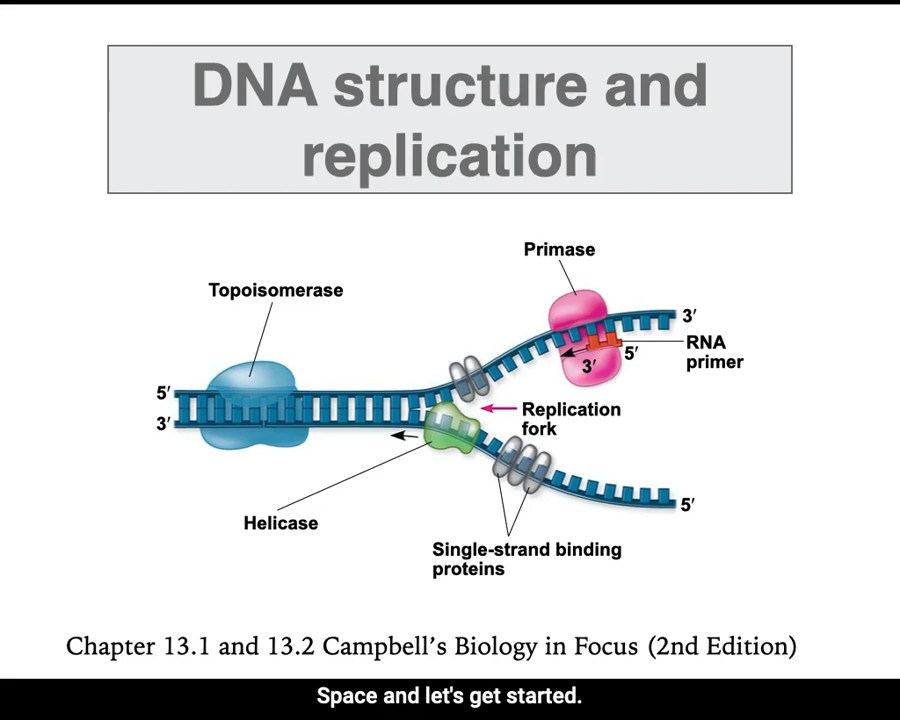 DNA structure and
replication
Primase
Topoisomerase
3′
RNA
primer
5′
3′
5′
3′
Replication
fork
Helicase
5′
Single-strand binding
proteins
Chapter 13.1 and 13.2 Campbell’s Biology in Focus (2nd Edition)
Space and let's get started.